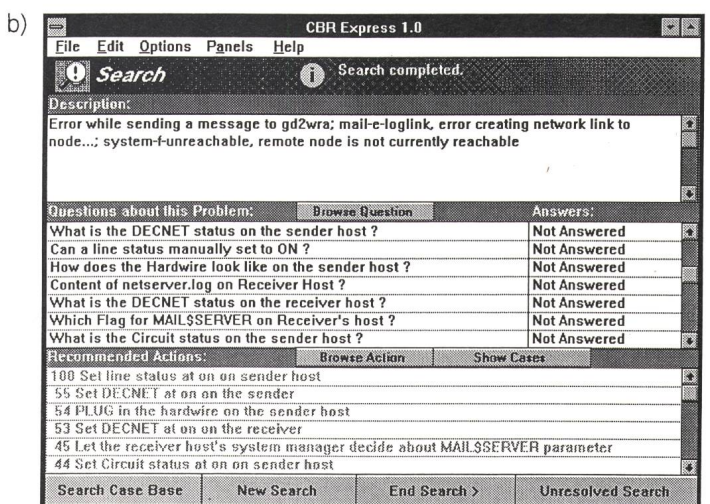 b)
CBR Express 1.0
File Edit Options Panels Help
Search
Search completed.
Description:
Error while sending a message to gd2wra; mail-e-loglink, error creating network link to
node...; system-f-unreachable, remote node is not currently reachable
Questions about this Problem: Browse Question Answers:
What is the DECNET status on the sender host ? Not Answered
Can a line status manually set to ON ? Not Answered
How does the Hardwire look like on the sender host ? Not Answered
Content of netserver.log on Receiver Host ? Not Answered
What is the DECNET status on the receiver host ? Not Answered
Which Flag for MAIL$SERVER on Receiver's host ? Not Answered
What is the Circuit status on the sender host ? Not Answered
Recommended Actions: Browse Action Show Cases
100 Set line status at on on sender host
55 Set DECNET at on on the sender
54 PLUG in the hardwire on the sender host
53 Set DECNET at on on the receiver
45 Let the receiver host's system manager decide about MAIL$SERVER parameter
44 Set Circuit status at on on sender host
Search Case Base New Search End Search > Unresolved Search